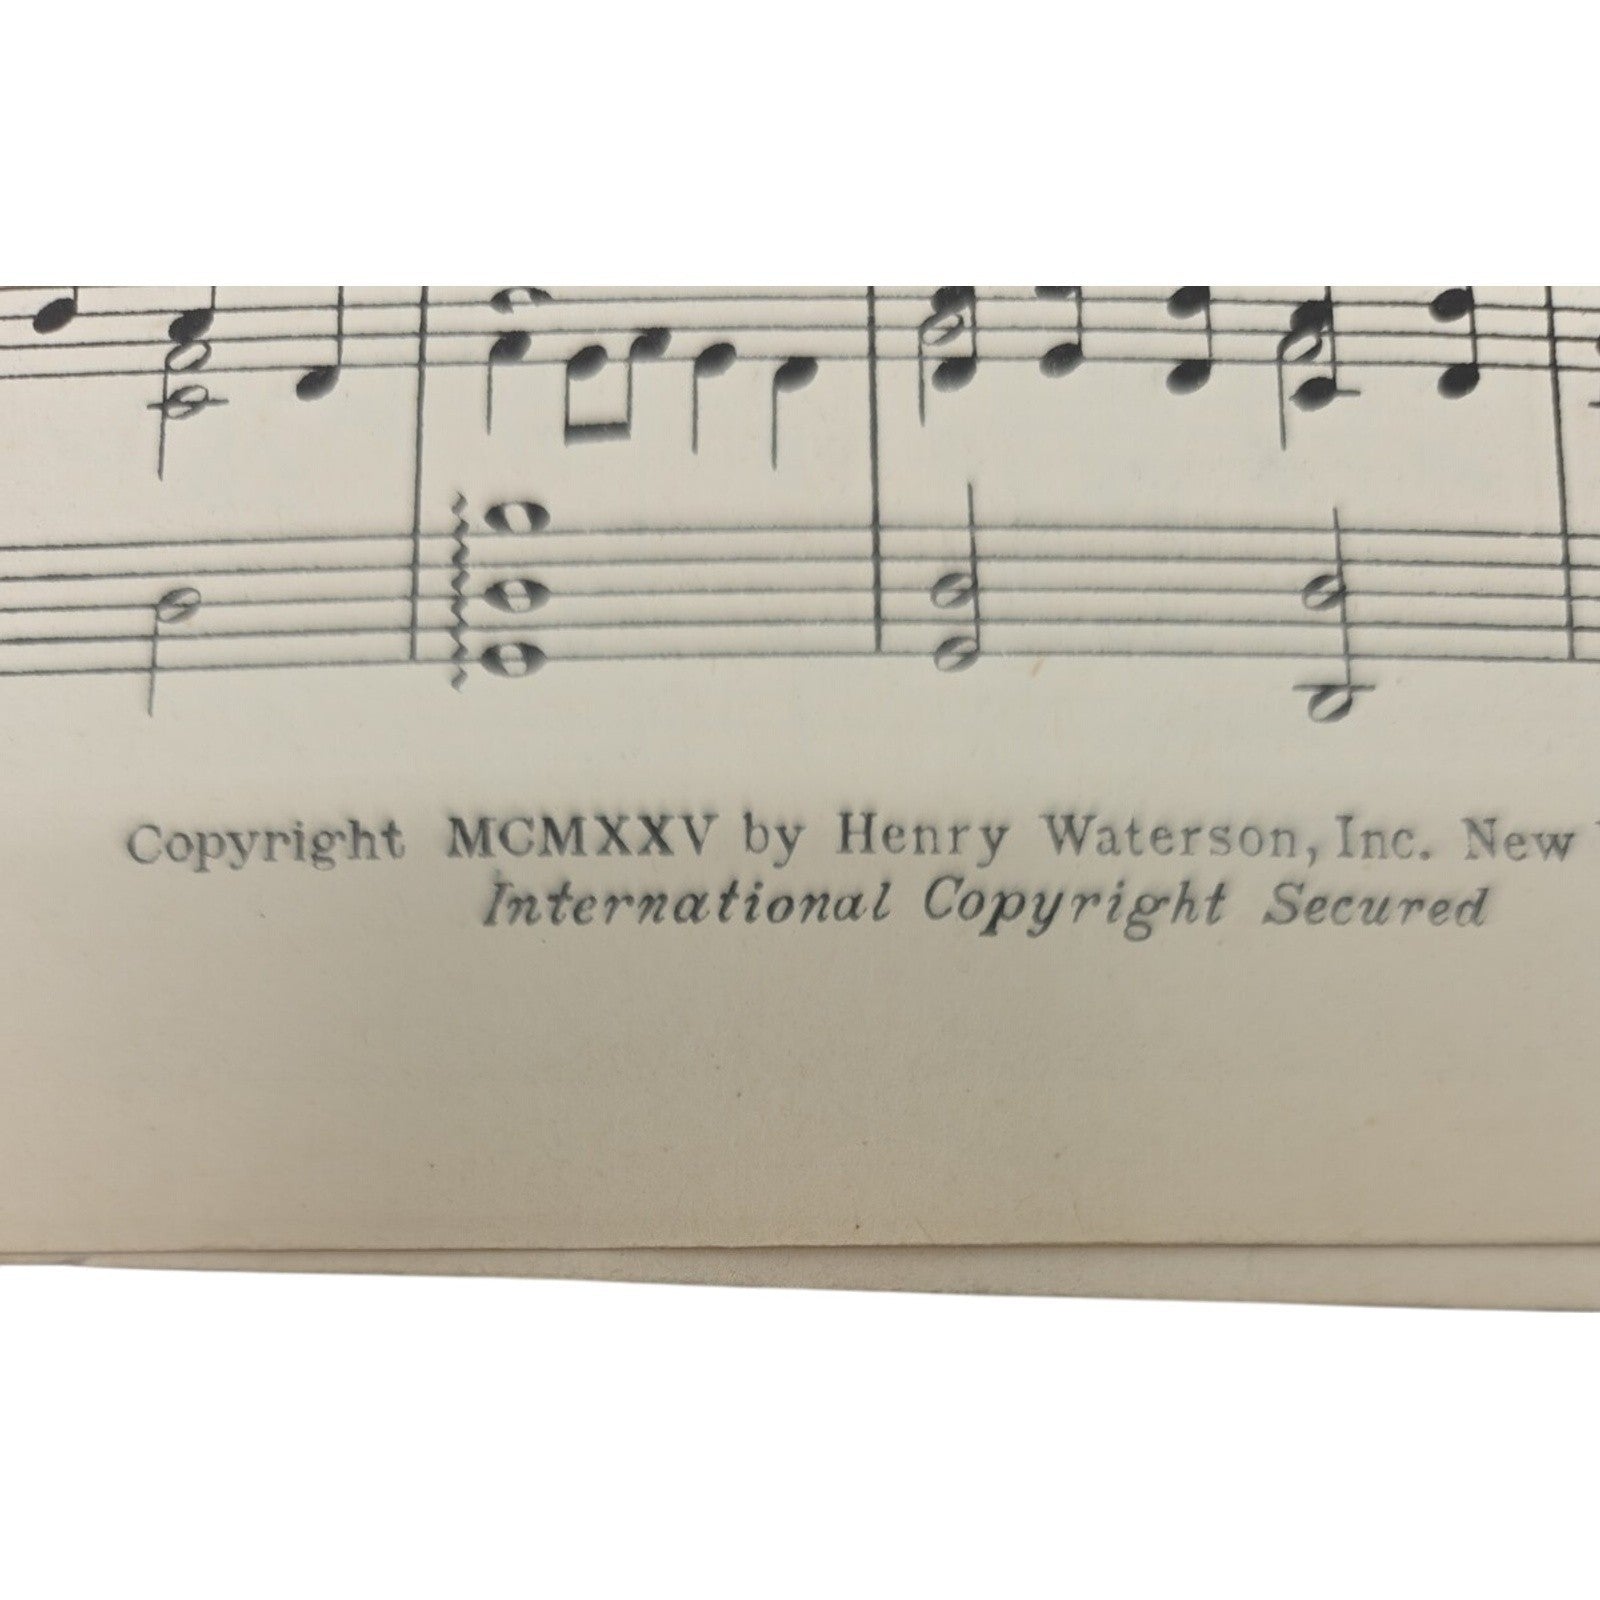 Copyright MCMXXV by Henry Waterson, Inc. New
International Copyright Secured